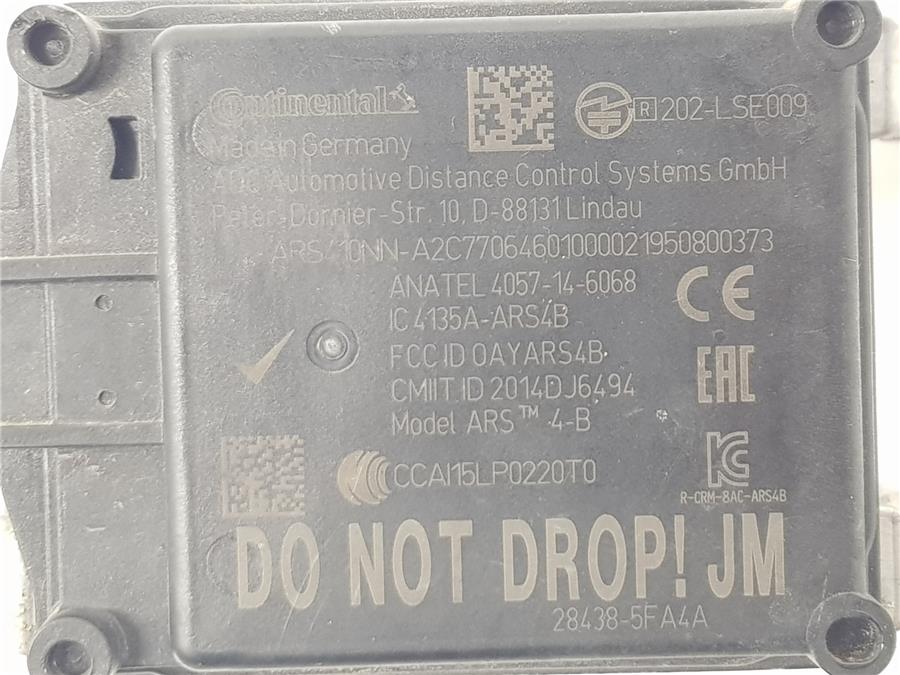 Continental
R 202-LSE009
Made in Germany
ADC Automotive Distance Control Systems GmbH
Peter-Dornier-Str. 10, D-88131 Lindau
ARS410NN-A2C7706460100002195080​0373
ANATEL 4057-14-6068
CE
IC 4135A-ARS4B
FCC ID OAYARS4B
EAC
CMIIT ID 2014DJ6494
Model ARS™ 4-B
CCAI15LP0220T0
R-CRM-8AC-ARS4B
DO NOT DROP! JM
28438-5FA4A